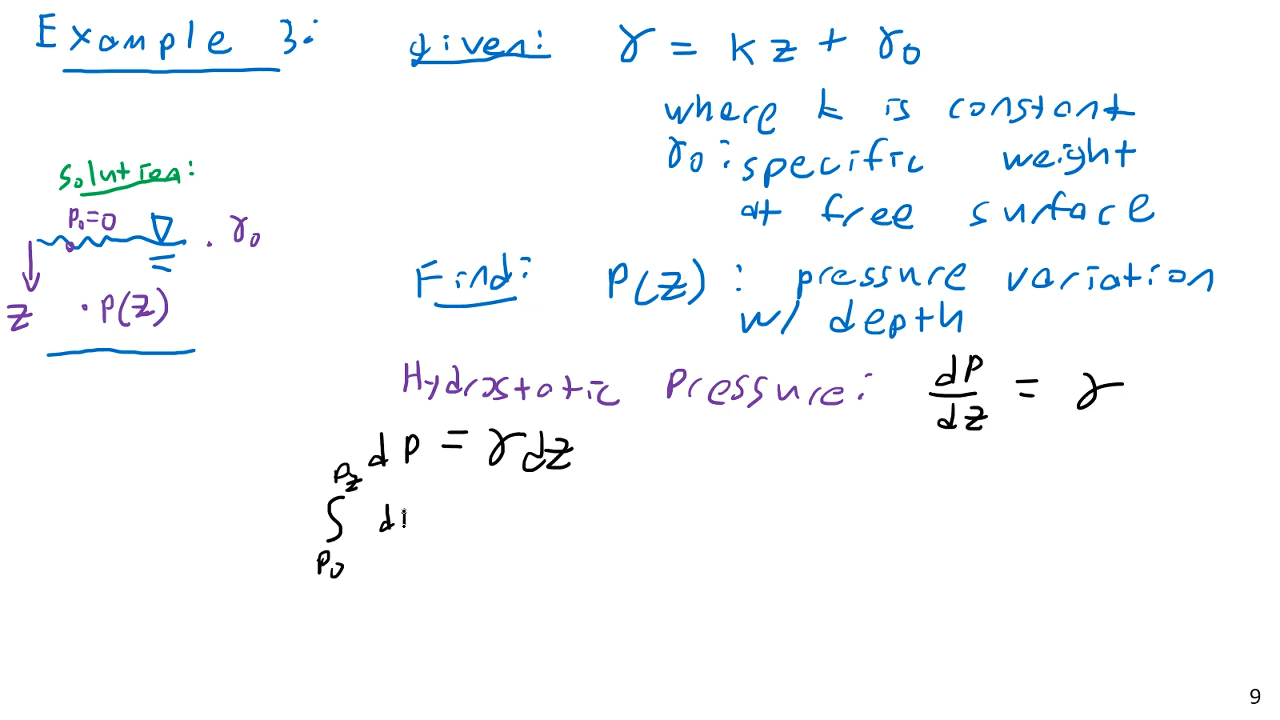 Example 3:
given: γ = kz + γ₀
where k is constant
γ₀: specific weight
at free surface
Solution:
P₀=0
γ₀
z
P(z)
Find: P(z): pressure variation
w/ depth
Hydrostatic Pressure: dP/dz = γ
dP = γdz
∫ P₀ P_z d
9